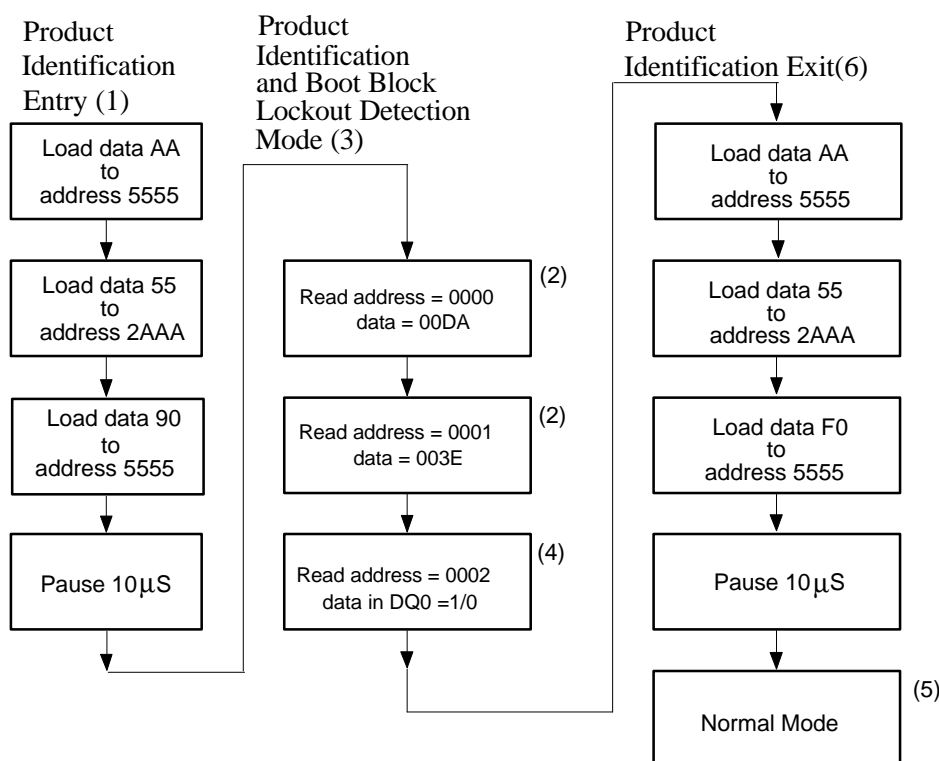 Product
Identification
Entry (1)
Load data AA
to
address 5555
Load data 55
to
address 2AAA
Load data 90
to
address 5555
Pause 10μS
Product
Identification
and Boot Block
Lockout Detection
Mode (3)
Read address = 0000
data = 00DA
(2)
Read address = 0001
data = 003E
(2)
Read address = 0002
data in DQ0 =1/0
(4)
Product
Identification Exit(6)
Load data AA
to
address 5555
Load data 55
to
address 2AAA
Load data F0
to
address 5555
Pause 10μS
Normal Mode
(5)